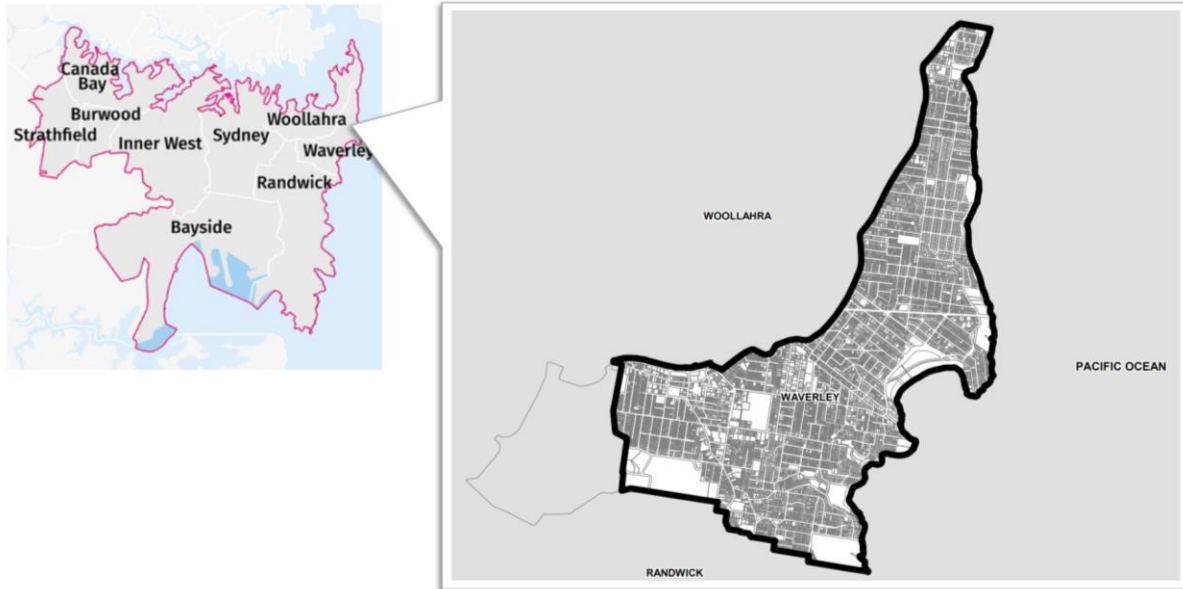 Canada
Bay
Burwood
Strathfield
Inner West
Sydney
Woollahra
Waverley
Randwick
Bayside
WOOLLAHRA
PACIFIC OCEAN
WAVERLEY
RANDWICK